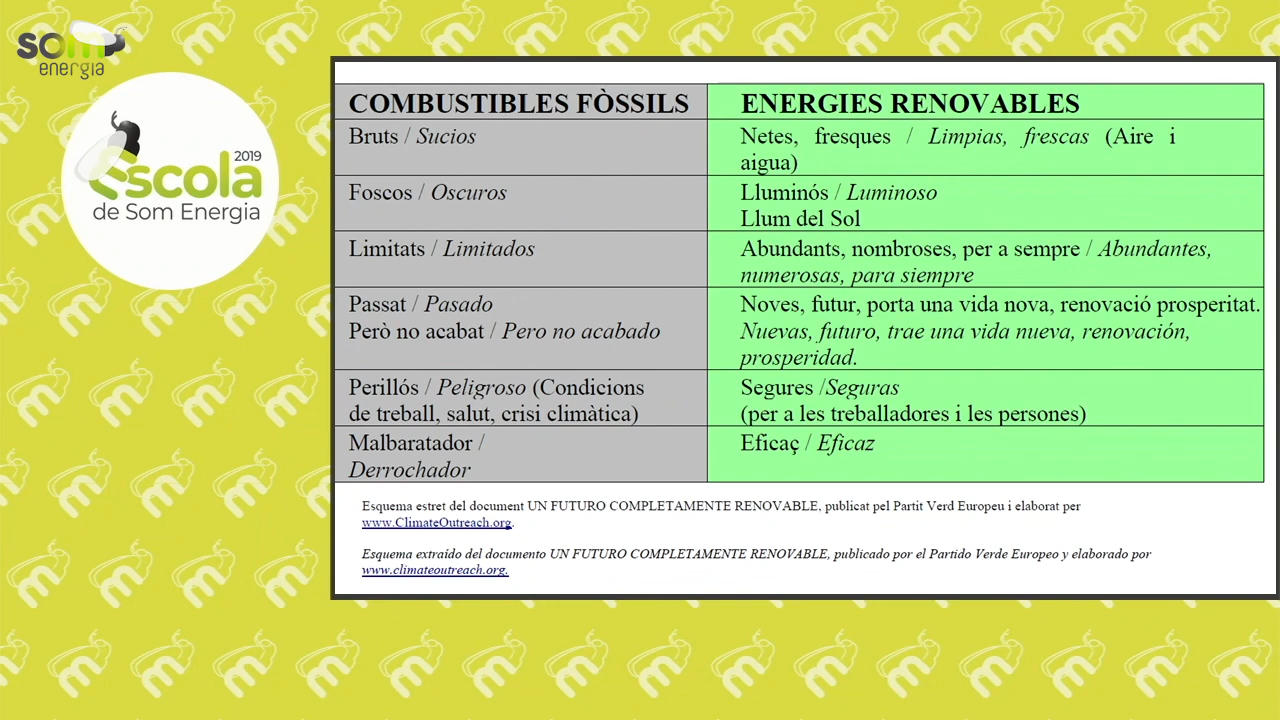 som
energia
2019
Escola
de Som Energia
COMBUSTIBLES FÒSSILS
ENERGIES RENOVABLES
Bruts / Sucios
Netes, fresques / Limpias, frescas (Aire i
aigua)
Foscos / Oscuros
Lluminós / Luminoso
Llum del Sol
Limitats / Limitados
Abundants, nombroses, per a sempre / Abundantes,
numerosas, para siempre
Passat / Pasado
Però no acabat / Pero no acabado
Noves, futur, porta una vida nova, renovació prosperitat.
Nuevas, futuro, trae una vida nueva, renovación,
prosperidad.
Perillós / Peligroso (Condicions
de treball, salut, crisi climàtica)
Segures /Seguras
(per a les treballadores i les persones)
Malbaratador /
Derrochador
Eficaç / Eficaz
Esquema estret del document UN FUTURO COMPLETAMENTE RENOVABLE, publicat pel Partit Verd Europeu i elaborat per
www.ClimateOutreach.org.
Esquema extraído del documento UN FUTURO COMPLETAMENTE RENOVABLE, publicado por el Partido Verde Europeo y elaborado por
www.climateoutreach.org.